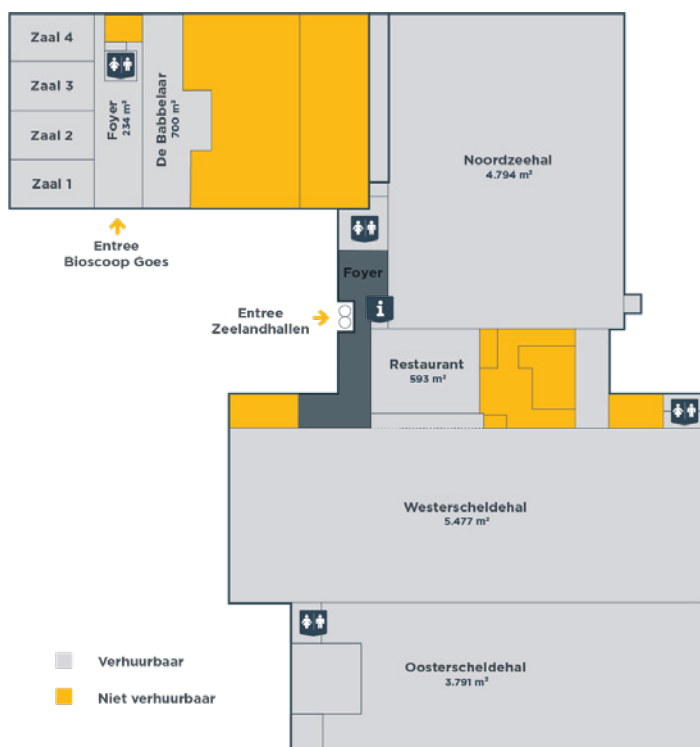 Zaal 4
Zaal 3
Zaal 2
Zaal 1
Foyer
234 m²
De Babbelaar
700 m²
Noordzeehal
4.794 m²
Entree
Bioscoop Goes
Foyer
i
Entree
Zeelandhallen
Restaurant
593 m²
Westerscheldehal
5.477 m²
Oosterscheldehal
3.791 m²
Verhuurbaar
Niet verhuurbaar